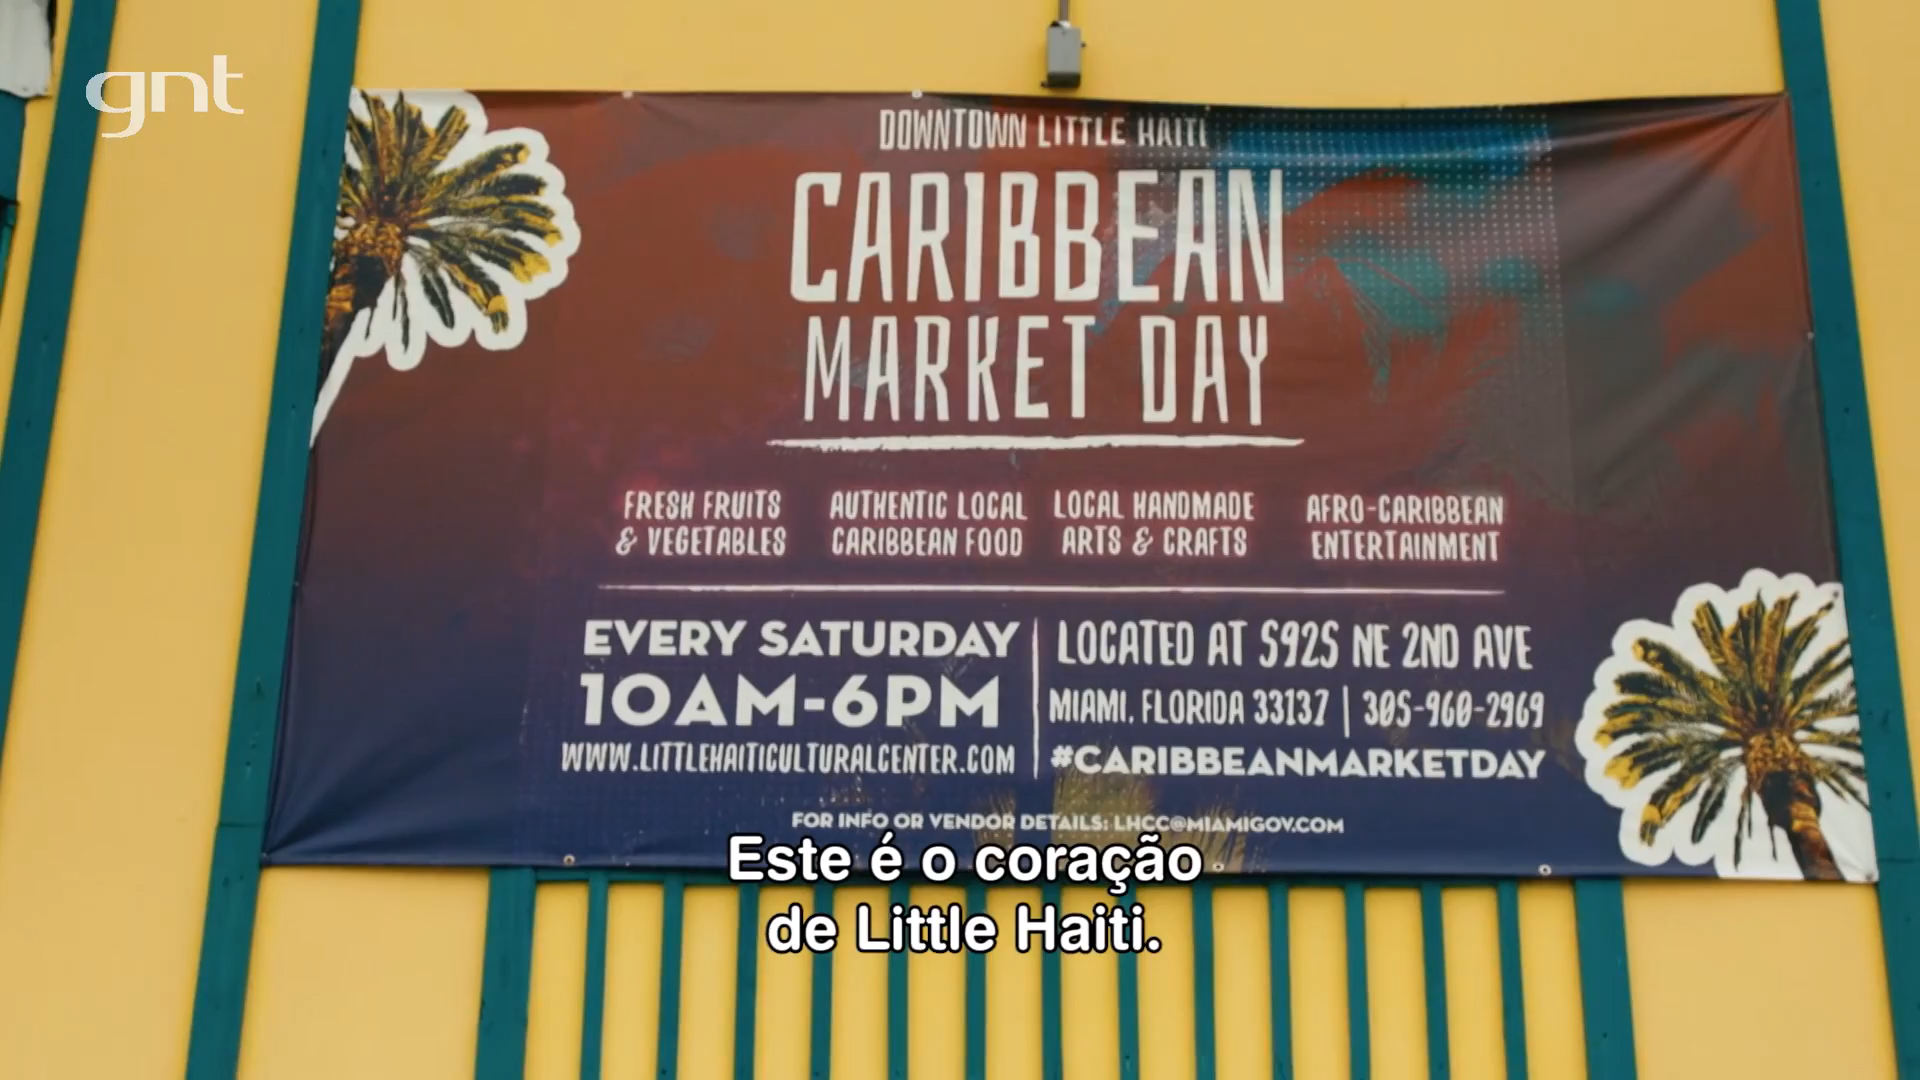 gnt
DOWNTOWN LITTLE HAITI
CARIBBEAN
MARKET DAY
FRESH FRUITS
& VEGETABLES
AUTHENTIC LOCAL
CARIBBEAN FOOD
LOCAL HANDMADE
ARTS & CRAFTS
AFRO-CARIBBEAN
ENTERTAINMENT
EVERY SATURDAY
10AM-6PM
WWW.LITTLEHAITICULTURALCENTER.COM
LOCATED AT 5925 NE 2ND AVE
MIAMI, FLORIDA 33137 | 305-960-2969
#CARIBBEANMARKETDAY
FOR INFO OR VENDOR DETAILS: LHCC@MIAMIGOV.COM
Este é o coração
de Little Haiti.